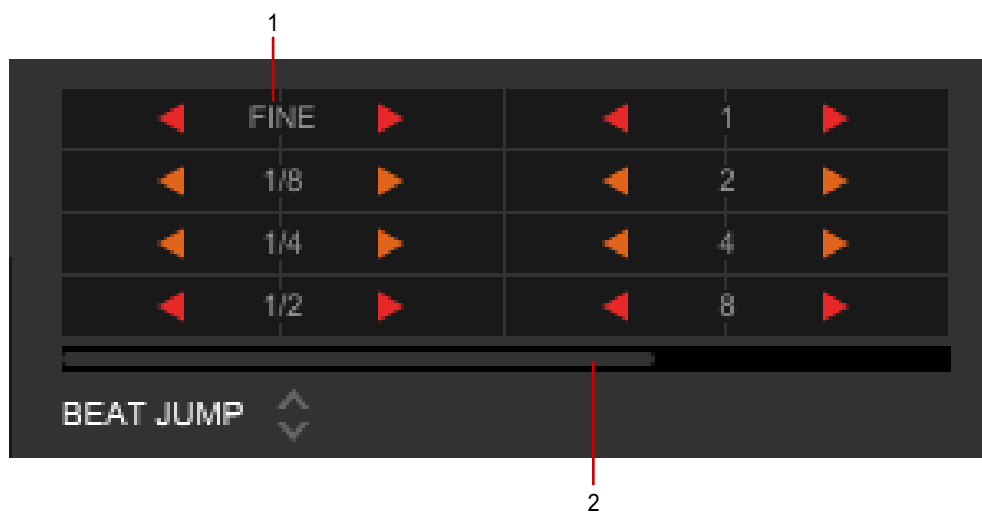 1
FINE 1
1/8 2
1/4 4
1/2 8
BEAT JUMP
2